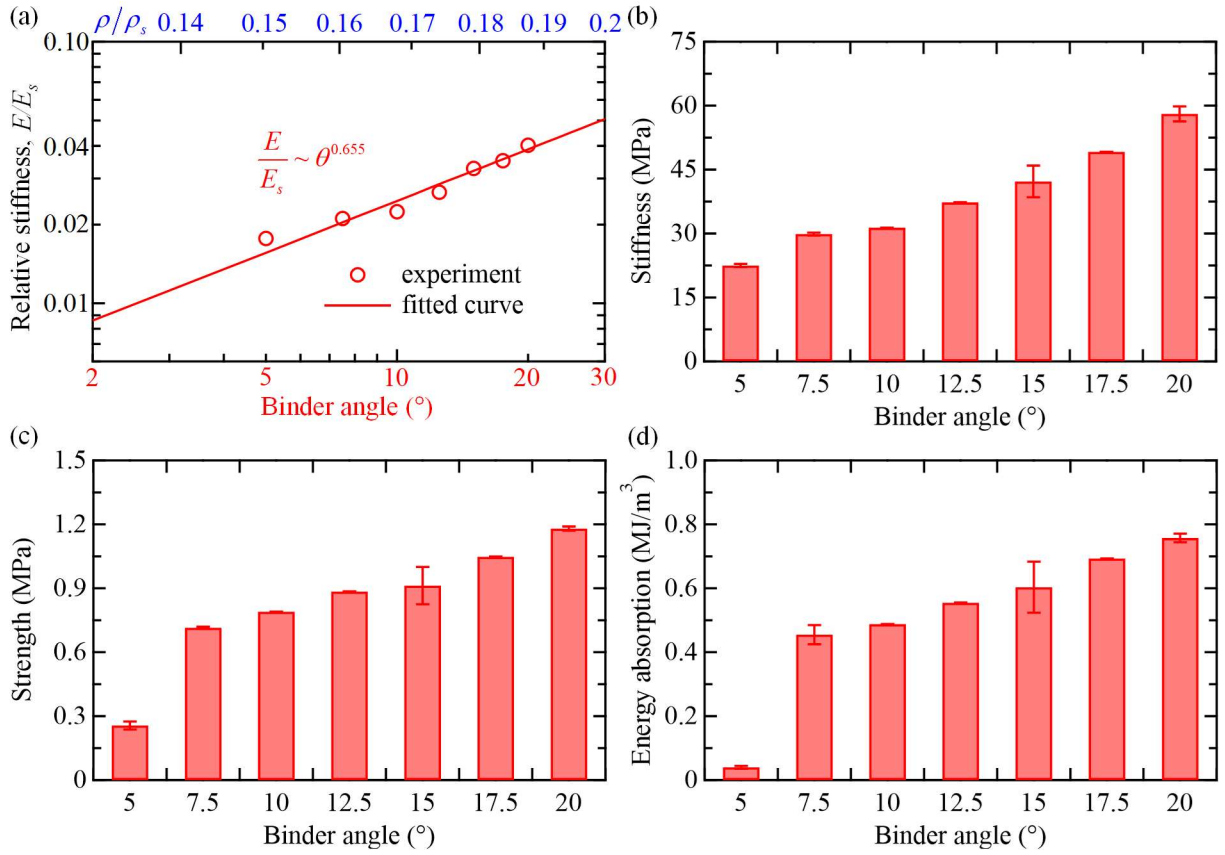 (a)
ρ/ρs 0.14 0.15 0.16 0.17 0.18 0.19 0.2
0.10
0.04
0.02
0.01
Relative stiffness, E/Es
E/Es ~ θ^0.655
experiment
fitted curve
2 5 10 20 30
Binder angle (°)
(b)
75
60
45
30
15
0
Stiffness (MPa)
5 7.5 10 12.5 15 17.5 20
Binder angle (°)
(c)
1.5
1.2
0.9
0.6
0.3
0
Strength (MPa)
5 7.5 10 12.5 15 17.5 20
Binder angle (°)
(d)
1.0
0.8
0.6
0.4
0.2
0
Energy absorption (MJ/m³)
5 7.5 10 12.5 15 17.5 20
Binder angle (°)